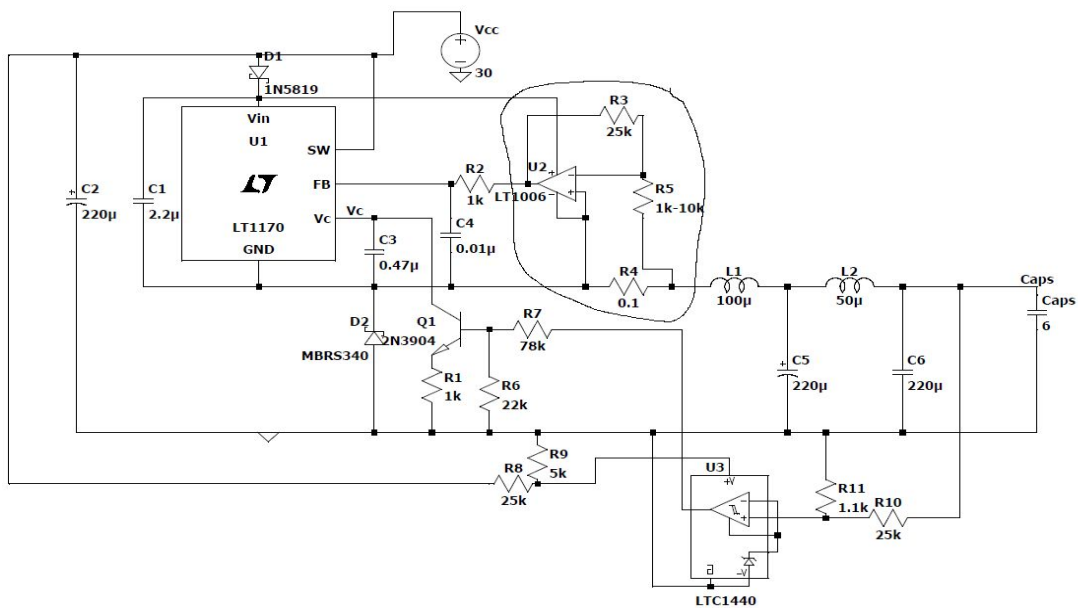 Vcc
30
D1
1N5819
Vin
U1
SW
FB
Vc
LT1170
GND
Vc
C2
220µ
C1
2.2µ
C3
0.47µ
C4
0.01µ
R2
1k
U2
LT1006
R3
25k
R5
1k-10k
R4
0.1
L1
100µ
L2
50µ
Caps
Caps
6
D2
MBRS340
Q1
2N3904
R7
78k
R1
1k
R6
22k
C5
220µ
C6
220µ
R9
5k
R8
25k
U3
+V
-V
LTC1440
R11
1.1k
R10
25k